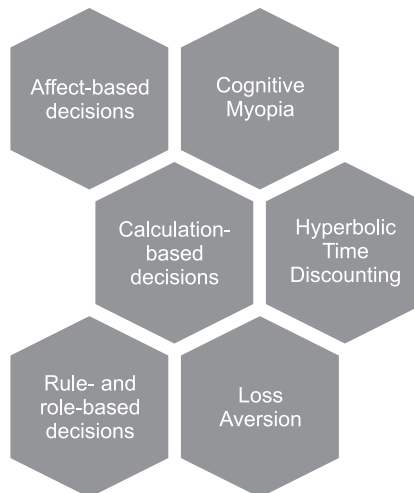 Affect-based
decisions
Cognitive
Myopia
Calculation-
based
decisions
Hyperbolic
Time
Discounting
Rule- and
role-based
decisions
Loss
Aversion